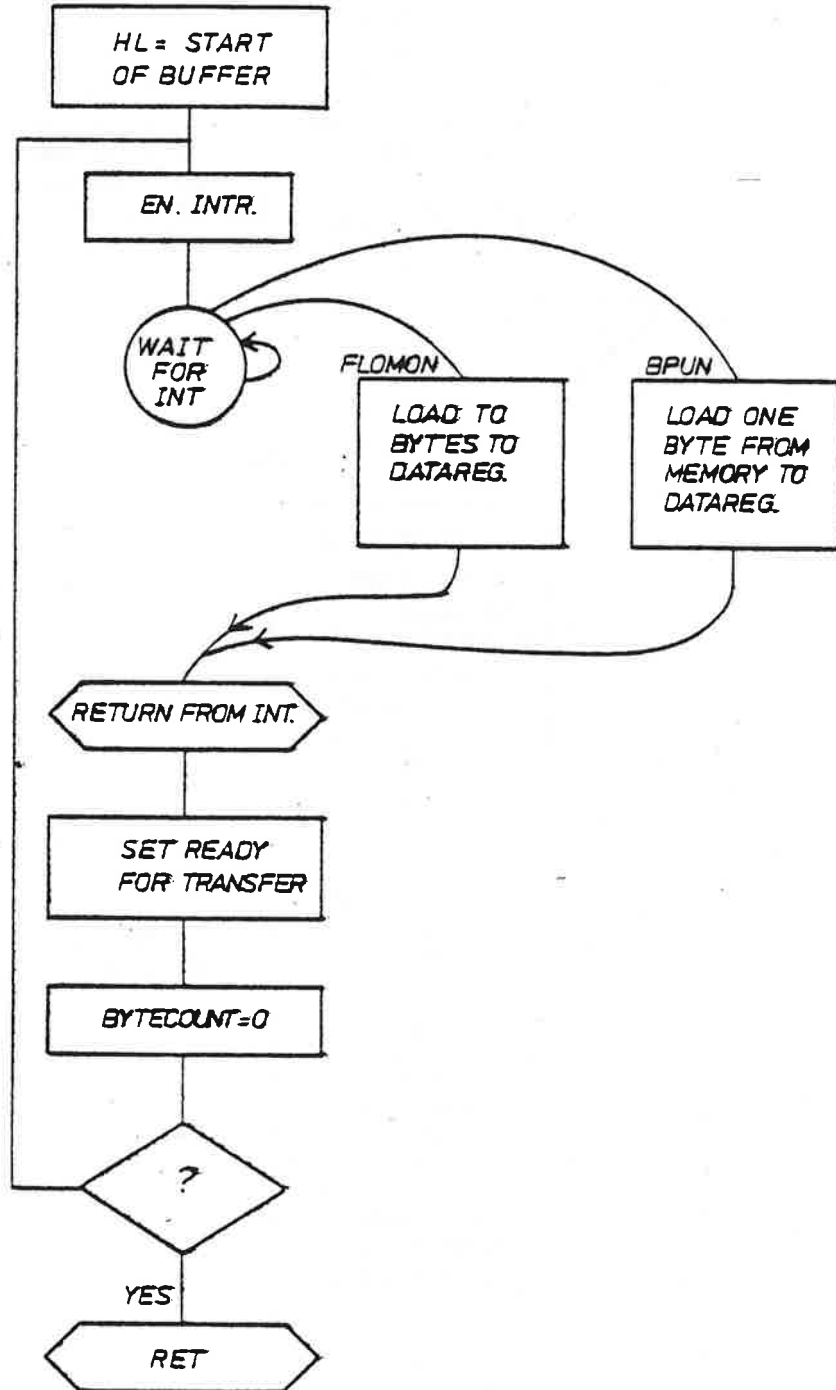 HL = START
OF BUFFER
EN. INTR.
WAIT
FOR
INT
FLOMON
LOAD TO
BYTES TO
DATAREG.
BPUN
LOAD ONE
BYTE FROM
MEMORY TO
DATAREG.
RETURN FROM INT.
SET READY
FOR TRANSFER
BYTECOUNT=0
?
YES
RET